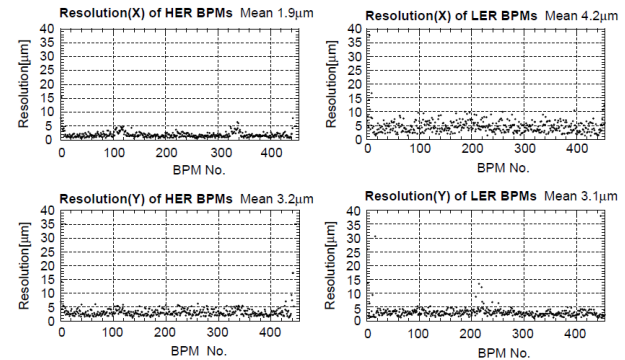 Resolution(X) of HER BPMs Mean 1.9μm
Resolution[μm]
40
35
30
25
20
15
10
5
0
0 100 200 300 400
BPM No.
Resolution(X) of LER BPMs Mean 4.2μm
Resolution[μm]
40
35
30
25
20
15
10
5
0
0 100 200 300 400
BPM No.
Resolution(Y) of HER BPMs Mean 3.2μm
Resolution[μm]
40
35
30
25
20
15
10
5
0
0 100 200 300 400
BPM No.
Resolution(Y) of LER BPMs Mean 3.1μm
Resolution[μm]
40
35
30
25
20
15
10
5
0
0 100 200 300 400
BPM No.